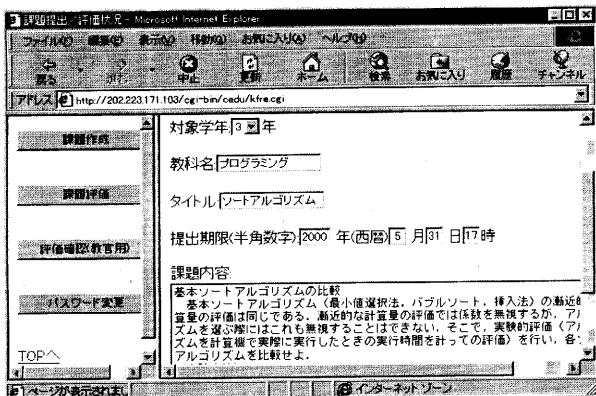 課題提出／評価状況 - Microsoft Internet Explorer
ファイル(F) 編集(E) 表示(V) 移動(G) お気に入り(A) ヘルプ(H)
戻る 進む 中止 更新 ホーム 検索 お気に入り 履歴 チャンネル
アドレス http://202.223.171.103/cgi-bin/cedu/kfre.cgi
課題作成
課題評価
評価確認(教官用)
パスワード変更
TOPへ
対象学年 3 年
教科名 プログラミング
タイトル ソートアルゴリズム
提出期限(半角数字) 2000 年(西暦) 5 月 31 日 17 時
課題内容
基本ソートアルゴリズムの比較
基本ソートアルゴリズム（最小値選択法，バブルソート，挿入法）の漸近的
算量の評価は同じである．漸近的な計算量の評価では係数を無視するが，ア
ズムを選ぶ際にはこれも無視することはできない．そこで，実験的評価（ア
ズムを計算機で実際に実行したときの実行時間を計っての評価）を行い，各
アルゴリズムを比較せよ．
ページが表示されまし
インターネット ゾーン